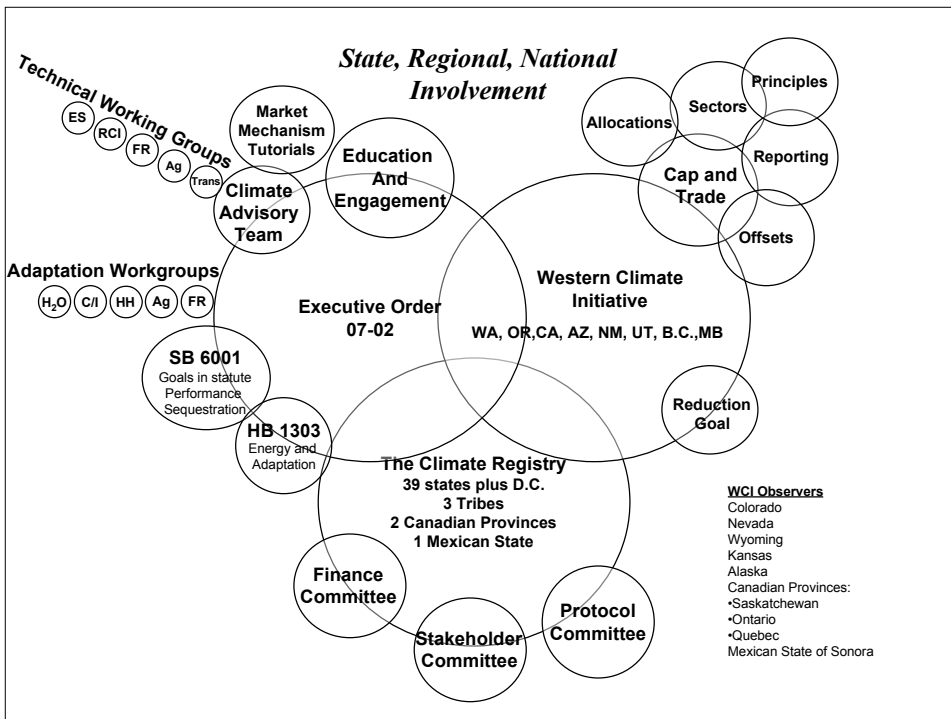 State, Regional, National
Involvement
Technical Working Groups
ES
RCI
FR
Ag
Trans
Market
Mechanism
Tutorials
Education
And
Engagement
Climate
Advisory
Team
Allocations
Sectors
Principles
Reporting
Cap and
Trade
Offsets
Adaptation Workgroups
H₂O
C/I
HH
Ag
FR
Executive Order
07-02
Western Climate
Initiative
WA, OR,CA, AZ, NM, UT, B.C.,MB
SB 6001
Goals in statute
Performance
Sequestration
HB 1303
Energy and
Adaptation
Reduction
Goal
The Climate Registry
39 states plus D.C.
3 Tribes
2 Canadian Provinces
1 Mexican State
Finance
Committee
Stakeholder
Committee
Protocol
Committee
WCI Observers
Colorado
Nevada
Wyoming
Kansas
Alaska
Canadian Provinces:
•Saskatchewan
•Ontario
•Quebec
Mexican State of Sonora